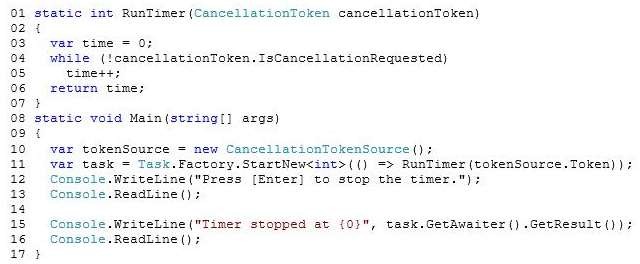 01 static int RunTimer(CancellationToken cancellationToken)
02 {
03   var time = 0;
04   while (!cancellationToken.IsCancellationRequested)
05     time++;
06   return time;
07 }
08 static void Main(string[] args)
09 {
10   var tokenSource = new CancellationTokenSource();
11   var task = Task.Factory.StartNew<int>(() => RunTimer(tokenSource.Token));
12   Console.WriteLine("Press [Enter] to stop the timer.");
13   Console.ReadLine();
14
15   Console.WriteLine("Timer stopped at {0}", task.GetAwaiter().GetResult());
16   Console.ReadLine();
17 }